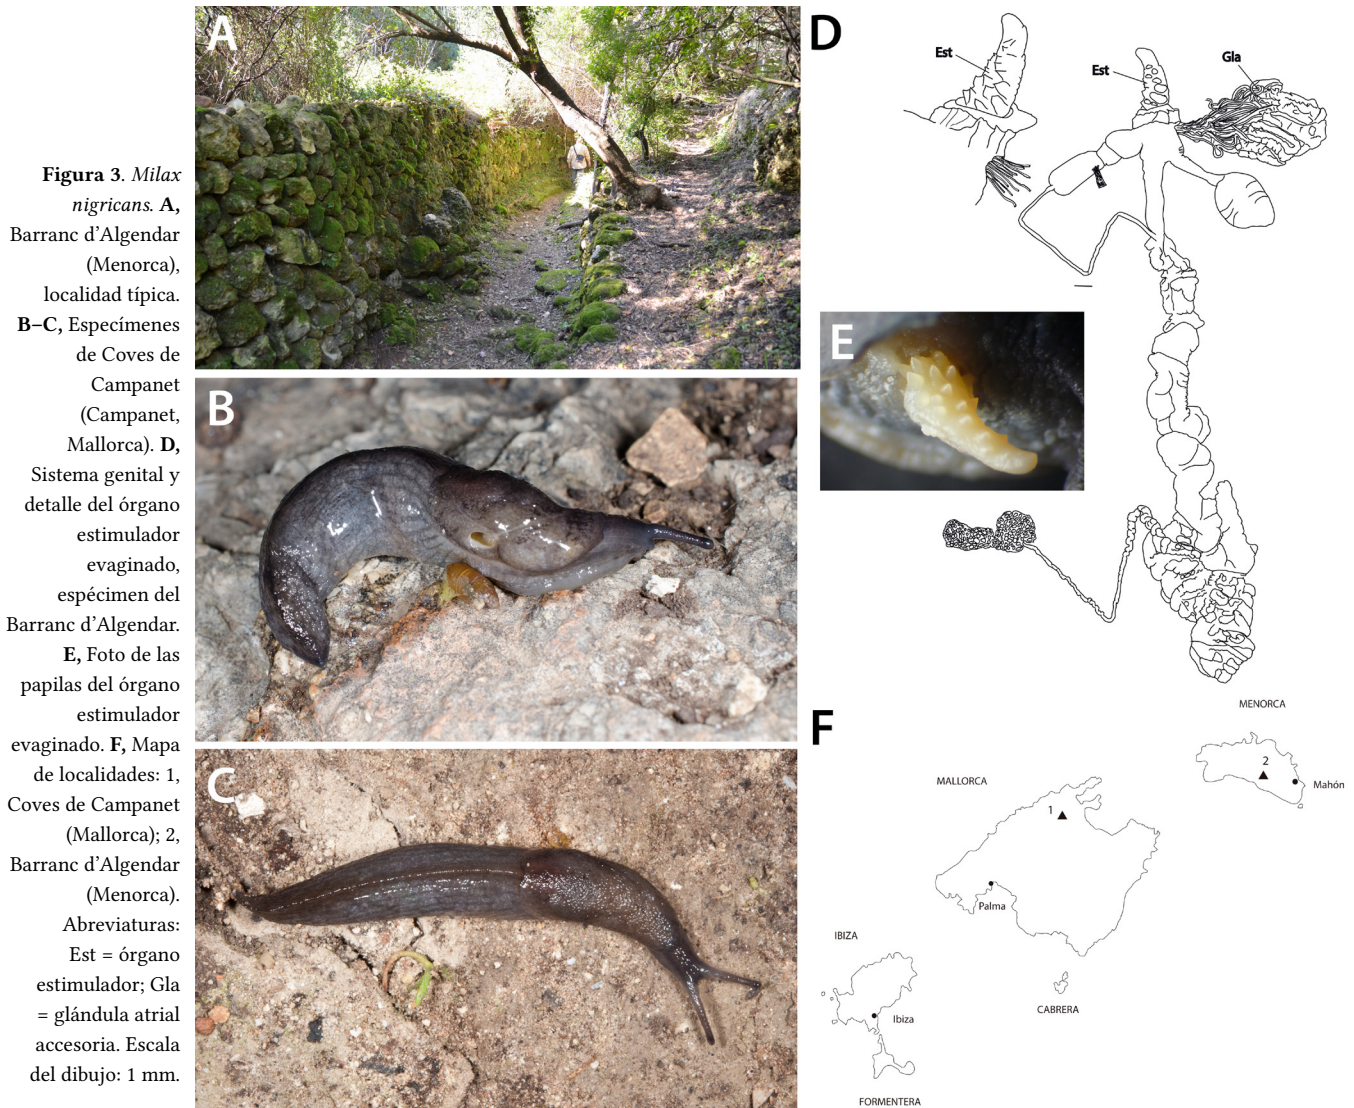 Figura 3. Milax
nigricans. A,
Barranc d'Algendar
(Menorca),
localidad típica.
B–C, Especímenes
de Coves de
Campanet
(Campanet,
Mallorca). D,
Sistema genital y
detalle del órgano
estimulador
evaginado,
espécimen del
Barranc d'Algendar.
E, Foto de las
papilas del órgano
estimulador
evaginado. F, Mapa
de localidades: 1,
Coves de Campanet
(Mallorca); 2,
Barranc d'Algendar
(Menorca).
Abreviaturas:
Est = órgano
estimulador; Gla
= glándula atrial
accesoria. Escala
del dibujo: 1 mm.
A
B
C
D
Est
Est
Gla
E
F
MENORCA
2
Mahón
MALLORCA
1
Palma
CABRERA
IBIZA
Ibiza
FORMENTERA